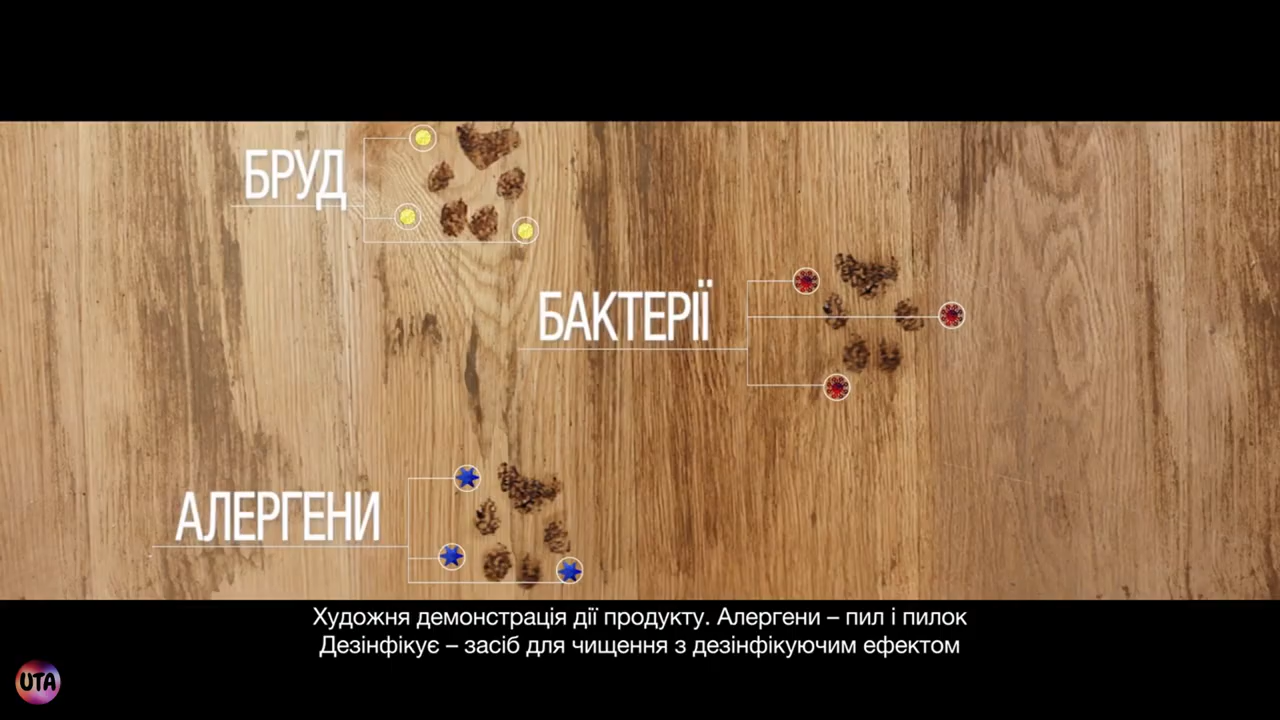 БРУД
БАКТЕРІЇ
АЛЕРГЕНИ
Художня демонстрація дії продукту. Алергени – пил і пилок
Дезінфікує – засіб для чищення з дезінфікуючим ефектом
UTA